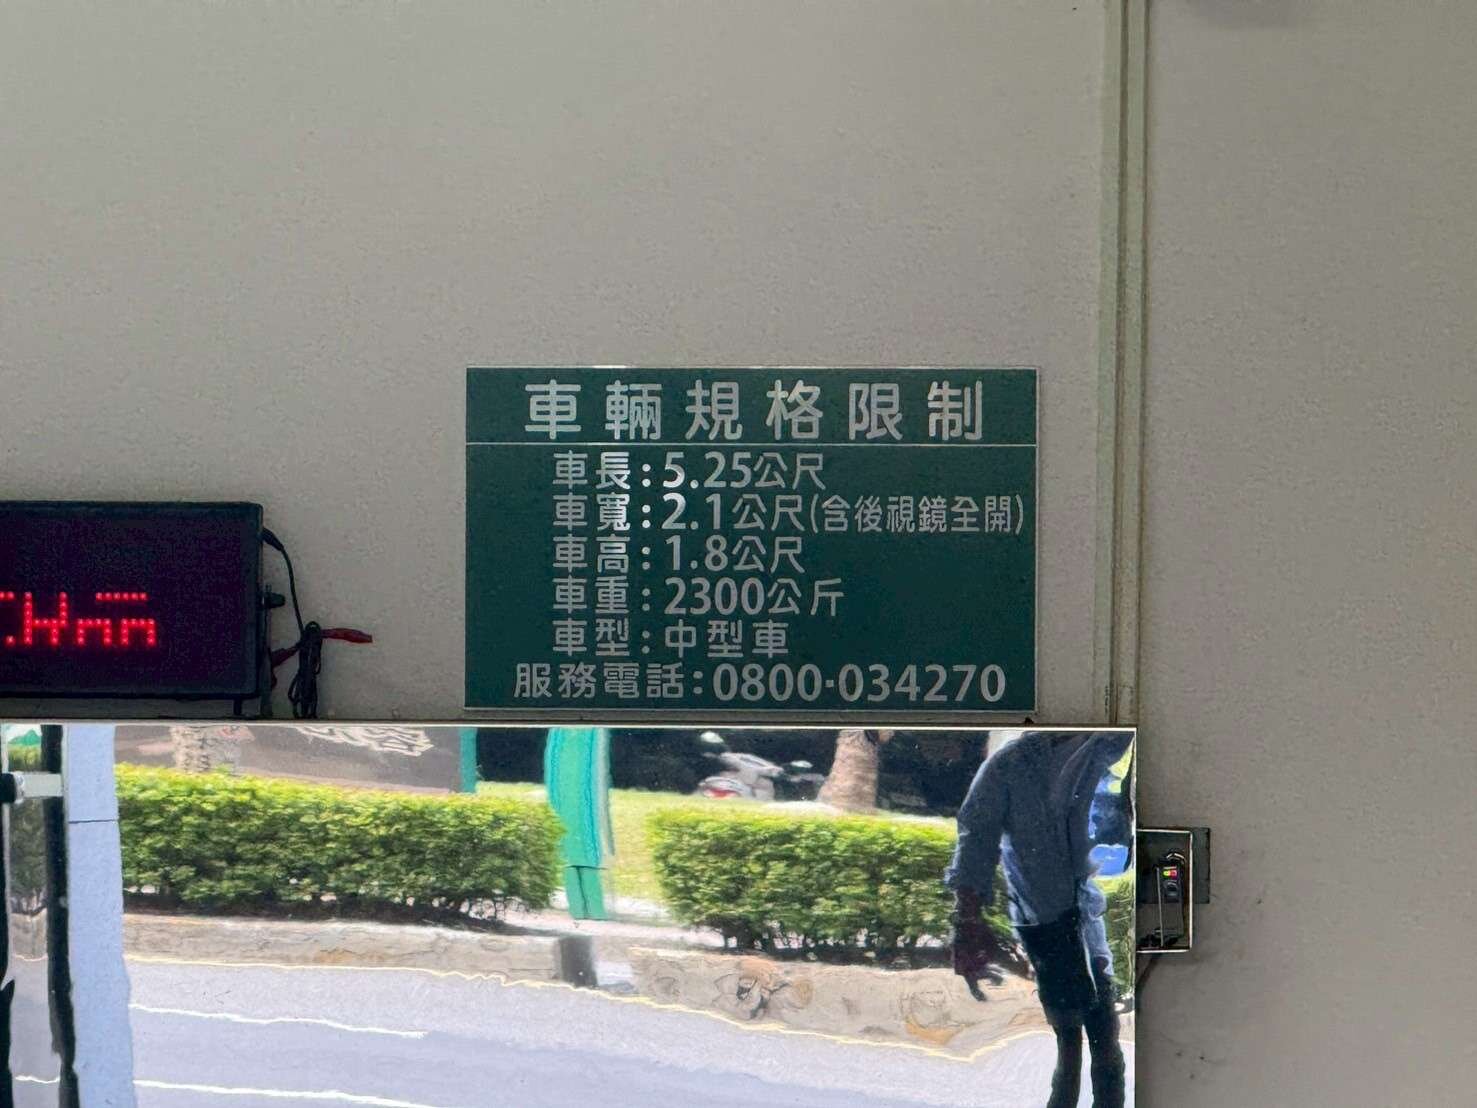 車輛規格限制
車長:5.25公尺
車寬:2.1公尺(含後視鏡全開)
車高:1.8公尺
車重:2300公斤
車型:中型車
服務電話:0800-034270